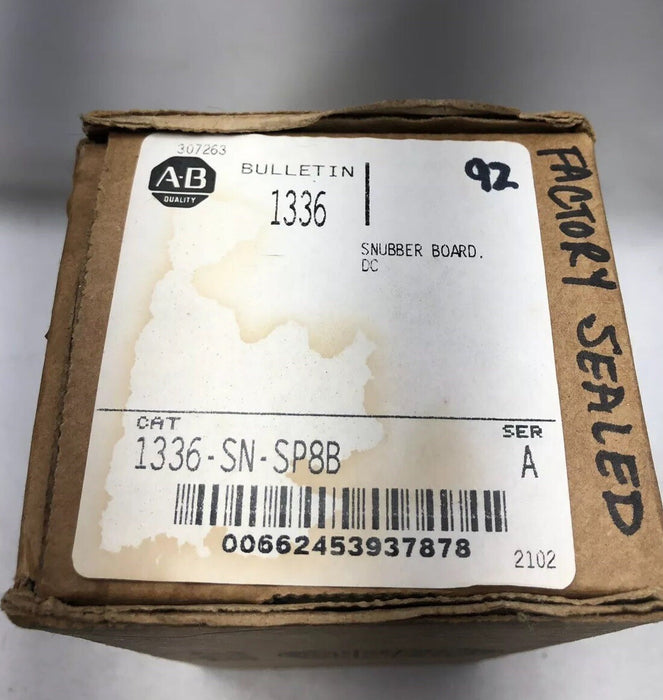 307263
A-B
QUALITY
BULLETIN
1336
92
SNUBBER BOARD.
DC
CAT
1336-SN-SP8B
SER
A
00662453937878
2102
FACTORY SEALED